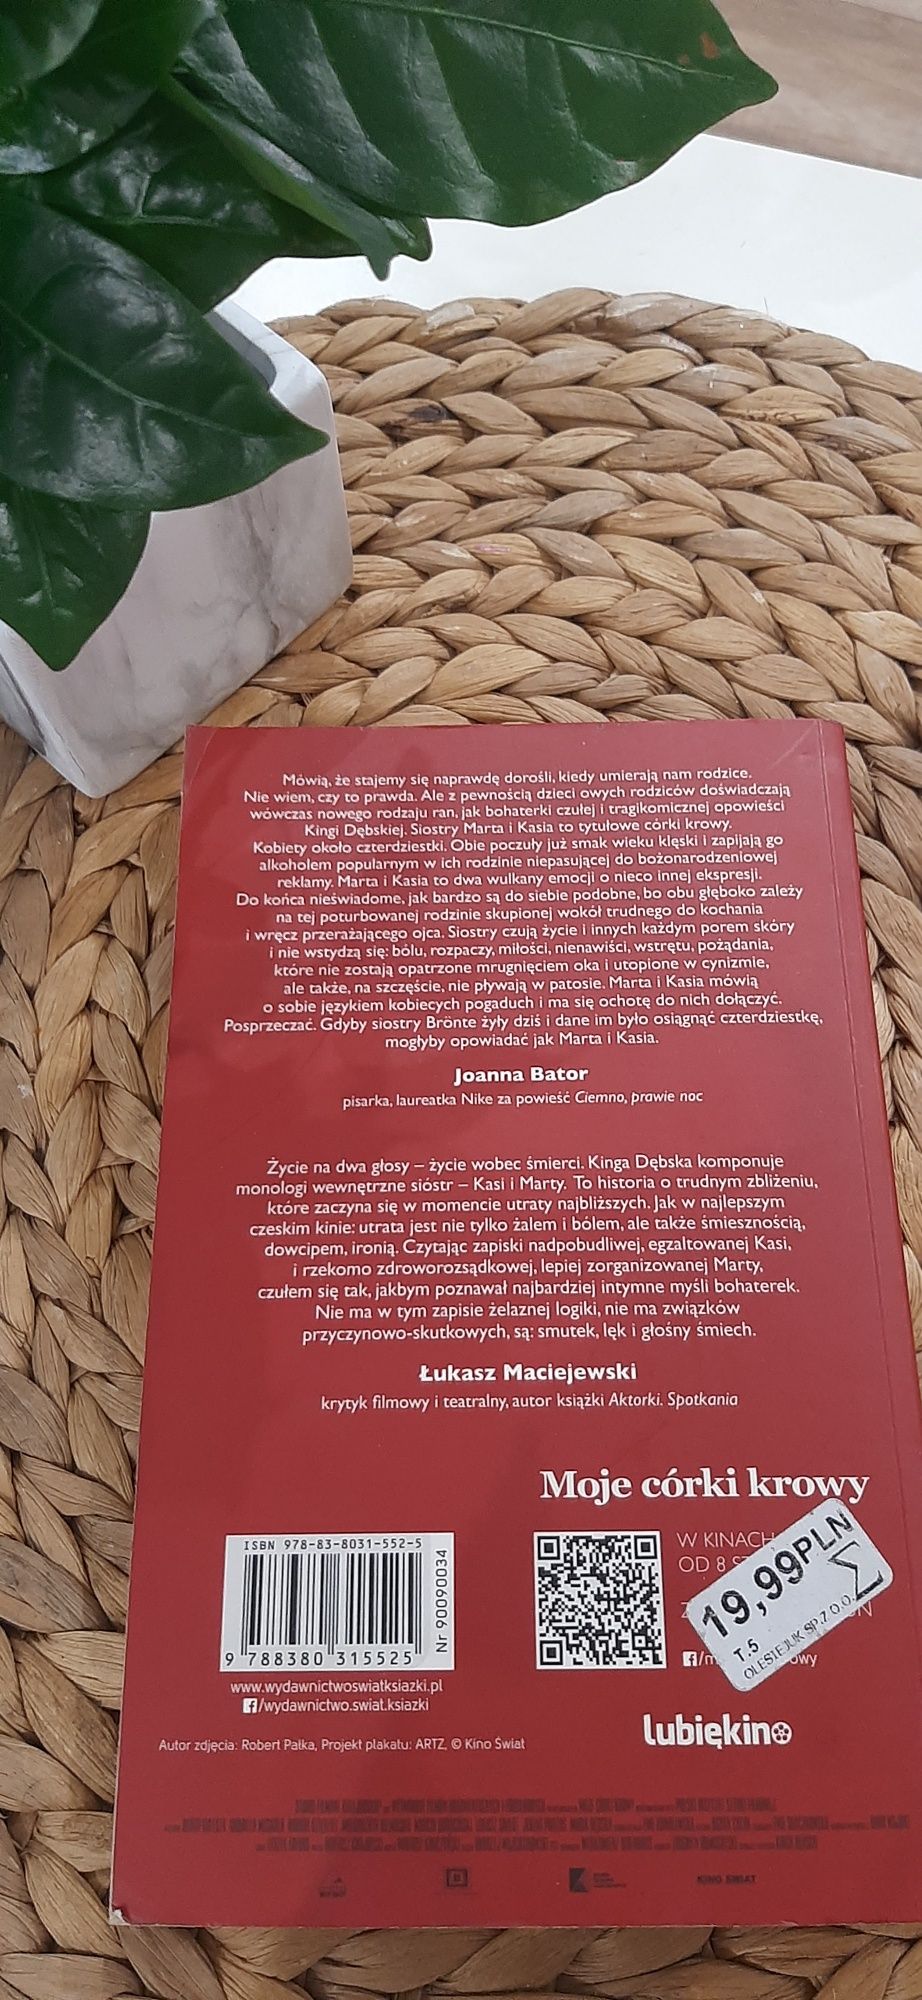 Mówią, że stajemy się naprawdę dorośli, kiedy umierają nam rodzice.
Nie wiem, czy to prawda. Ale z pewnością dzieci owych rodziców doświadczają
wówczas nowego rodzaju ran, jak bohaterki czułej i tragikomicznej opowieści
Kingi Dębskiej. Siostry Marta i Kasia to tytułowe córki krowy.
Kobiety około czterdziestki. Obie poczuły już smak wieku klęski i zapijają go
alkoholem popularnym w ich rodzinie niepasującej do bożonarodzeniowej
reklamy. Marta i Kasia to dwa wulkany emocji o nieco innej ekspresji.
Do końca nieświadome, jak bardzo są do siebie podobne, bo obu głęboko zależy
na tej poturbowanej rodzinie skupionej wokół trudnego do kochania
i wręcz przerażającego ojca. Siostry czują życie i innych każdym porem skóry
i nie wstydzą się: bólu, rozpaczy, miłości, nienawiści, wstrętu, pożądania,
które nie zostają opatrzone mrugnięciem oka i utopione w cynizmie,
ale także, na szczęście, nie pływają w patosie. Marta i Kasia mówią
o sobie językiem kobiecych pogaduch i ma się ochotę do nich dołączyć.
Posprzeczać. Gdyby siostry Brönte żyły dziś i dane im było osiągnąć czterdziestkę,
mogłyby opowiadać jak Marta i Kasia.
Joanna Bator
pisarka, laureatka Nike za powieść Ciemno, prawie noc
Życie na dwa głosy – życie wobec śmierci. Kinga Dębska komponuje
monologi wewnętrzne sióstr – Kasi i Marty. To historia o trudnym zbliżeniu,
które zaczyna się w momencie utraty najbliższych. Jak w najlepszym
czeskim kinie: utrata jest nie tylko żalem i bólem, ale także śmiesznością,
dowcipem, ironią. Czytając zapiski nadpobudliwej, egzaltowanej Kasi,
i rzekomo zdroworozsądkowej, lepiej zorganizowanej Marty,
czułem się tak, jakbym poznawał najbardziej intymne myśli bohaterek.
Nie ma w tym zapisie żelaznej logiki, nie ma związków
przyczynowo-skutkowych, są: smutek, lęk i głośny śmiech.
Łukasz Maciejewski
krytyk filmowy i teatralny, autor książki Aktorki. Spotkania
Moje córki krowy
ISBN 978-83-8031-552-5
Nr 90090034
9 788380 315525
W KINACH
OD 8
19,99PLN
T.5
OLESIEJUK SP.Z O.O.
www.wydawnictwoswiatksiazki.pl
/wydawnictwo.swiat.ksiazki
lubiękino
Autor zdjęcia: Robert Pałka, Projekt plakatu: ARTZ, © Kino Świat
KINO ŚWIAT